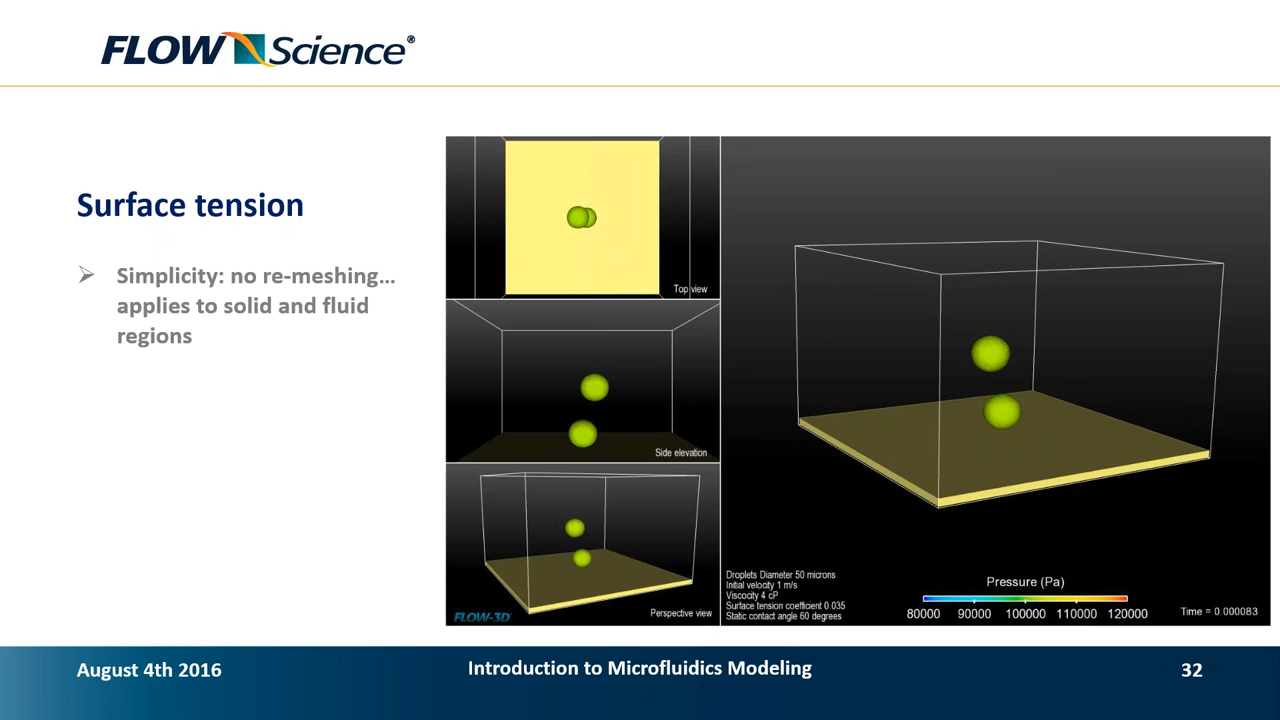 FLOW Science®
Surface tension
➢ Simplicity: no re-meshing…
applies to solid and fluid
regions
Top view
Side elevation
Perspective view
FLOW-3D
Droplets Diameter 50 microns
Initial velocity 1 m/s
Viscosity 4 cP
Surface tension coefficient 0.035
Static contact angle 60 degrees
Pressure (Pa)
80000 90000 100000 110000 120000
Time = 0 000083
August 4th 2016
Introduction to Microfluidics Modeling
32